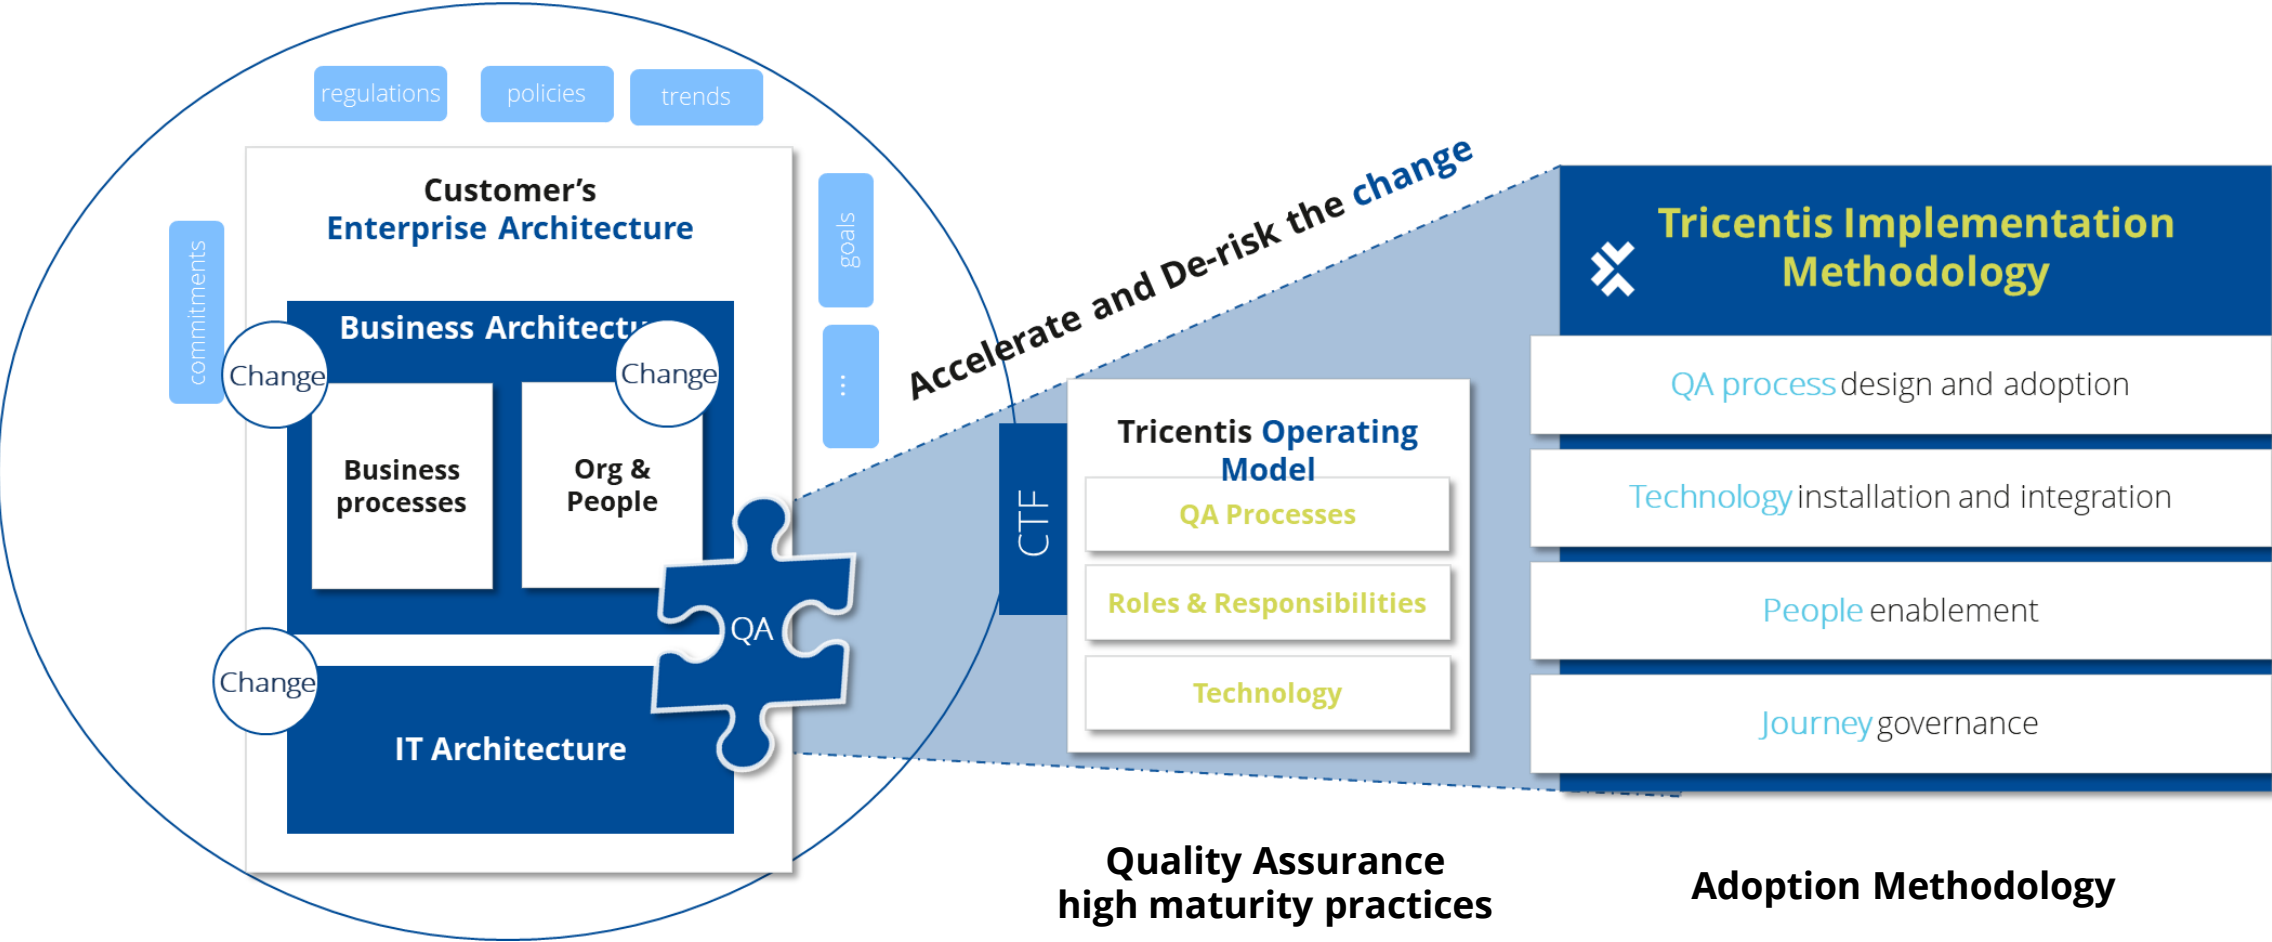 regulations
policies
trends
Customer’s
Enterprise Architecture
commitments
goals
...
Business Architectu
Change
Change
Business
processes
Org &
People
QA
Change
IT Architecture
Accelerate and De-risk the change
CTF
Tricentis Operating
Model
QA Processes
Roles & Responsibilities
Technology
Quality Assurance
high maturity practices
Tricentis Implementation
Methodology
QA process design and adoption
Technology installation and integration
People enablement
Journey governance
Adoption Methodology